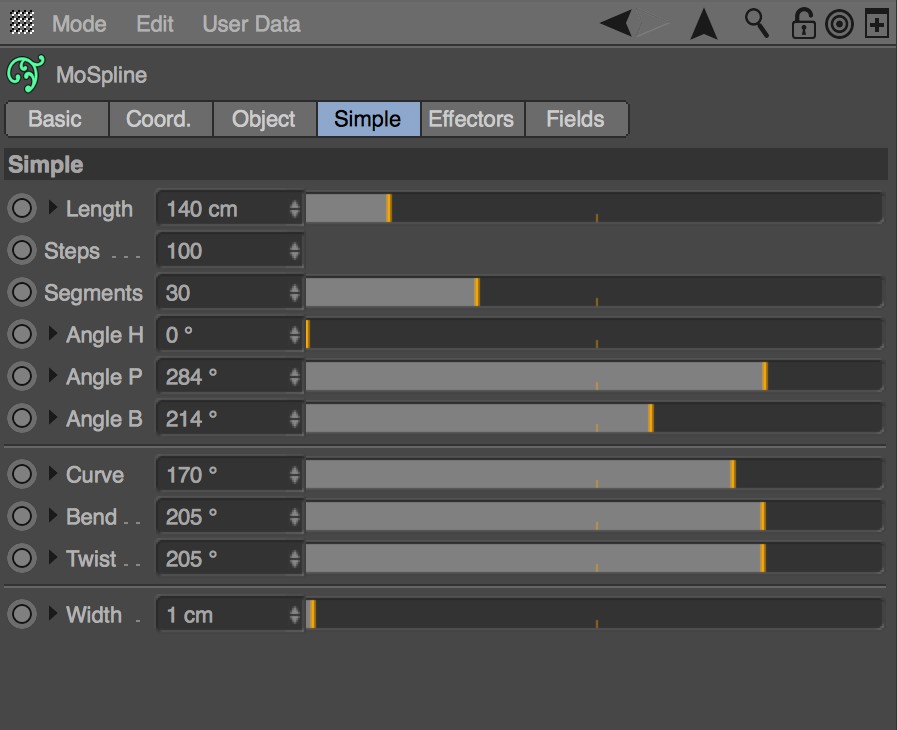 Mode Edit User Data
MoSpline
Basic Coord. Object Simple Effectors Fields
Simple
Length 140 cm
Steps . . . 100
Segments 30
Angle H 0 °
Angle P 284 °
Angle B 214 °
Curve 170 °
Bend . . 205 °
Twist . . 205 °
Width . 1 cm